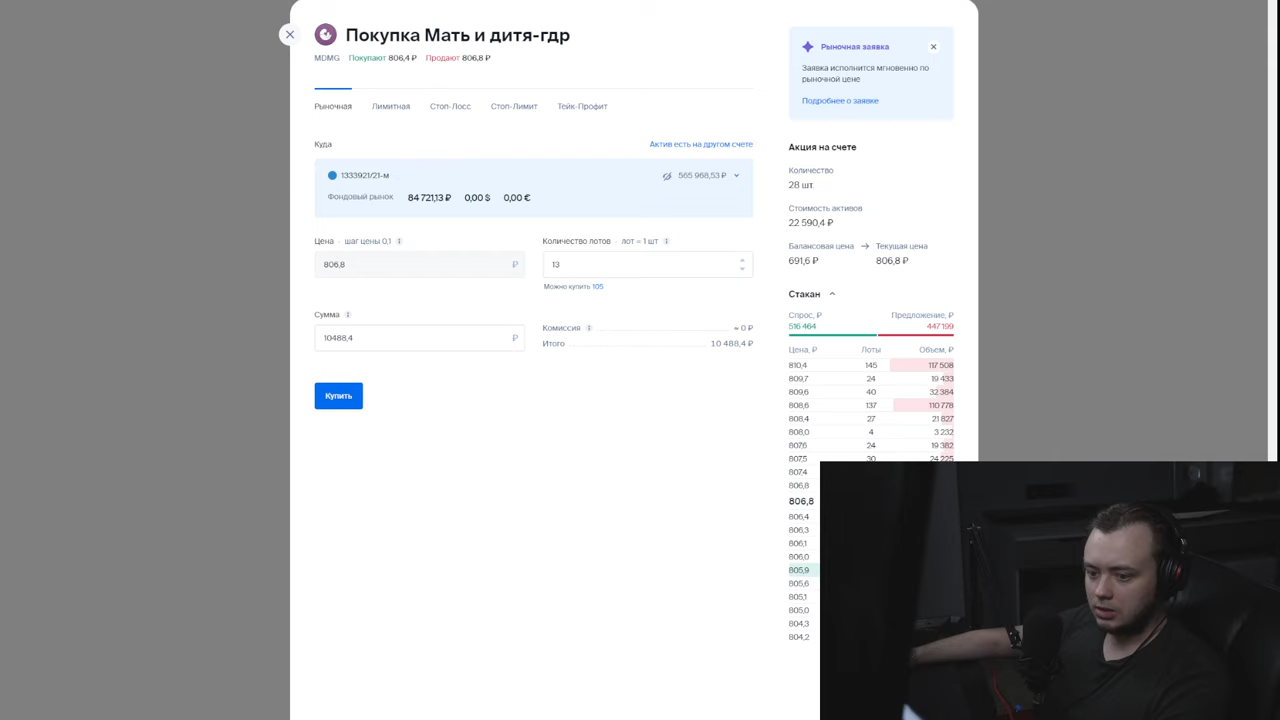 Покупка Мать и дитя-гдр
MDMG Покупают 806,4 ₽ Продают 806,8 ₽
Рыночная Лимитная Стоп-Лосс Стоп-Лимит Тейк-Профит
Куда Актив есть на другом счете
1333921/21-м 565 968,53 ₽
Фондовый рынок 84 721,13 ₽ 0,00 $ 0,00 €
Цена · шаг цены 0,1 Количество лотов · лот = 1 шт
806,8 ₽ 13
Можно купить 105
Сумма
10488,4 ₽
Комиссия ≈ 0 ₽
Итого 10 488,4 ₽
Купить
Рыночная заявка
Заявка исполнится мгновенно по
рыночной цене
Подробнее о заявке
Акция на счете
Количество
28 шт.
Стоимость активов
22 590,4 ₽
Балансовая цена → Текущая цена
691,6 ₽ 806,8 ₽
Стакан
Спрос, ₽ Предложение, ₽
516 464 447 199
Цена, ₽ Лоты Объем, ₽
810,4 145 117 508
809,7 24 19 433
809,6 40 32 384
808,6 137 110 778
808,4 27 21 827
808,0 4 3 232
807,6 24 19 382
807,5 30 24 225
807,4
806,8
806,8
806,4
806,3
806,1
806,0
805,9
805,6
805,1
805,0
804,3
804,2